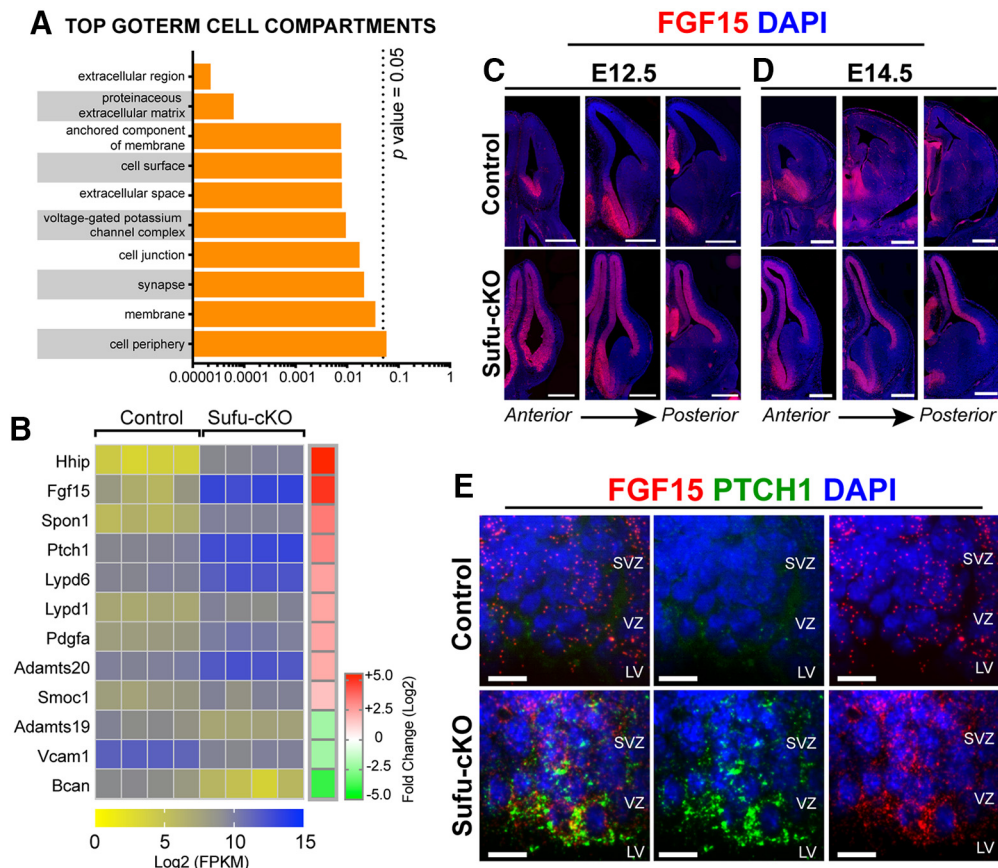 A TOP GOTERM CELL COMPARTMENTS
extracellular region
proteinaceous
extracellular matrix
anchored component
of membrane
cell surface
extracellular space
voltage-gated potassium
channel complex
cell junction
synapse
membrane
cell periphery
p value = 0.05
0.00001 0.0001 0.001 0.01 0.1 1
B
Control Sufu-cKO
Hhip
Fgf15
Spon1
Ptch1
Lypd6
Lypd1
Pdgfa
Adamts20
Smoc1
Adamts19
Vcam1
Bcan
+5.0
+2.5
0
-2.5
-5.0
Fold Change (Log2)
0 5 10 15
Log2 (FPKM)
FGF15 DAPI
C E12.5
D E14.5
Control
Sufu-cKO
Anterior Posterior
Anterior Posterior
E FGF15 PTCH1 DAPI
Control
SVZ SVZ SVZ
VZ VZ VZ
LV LV LV
Sufu-cKO
SVZ SVZ SVZ
VZ VZ VZ
LV LV LV